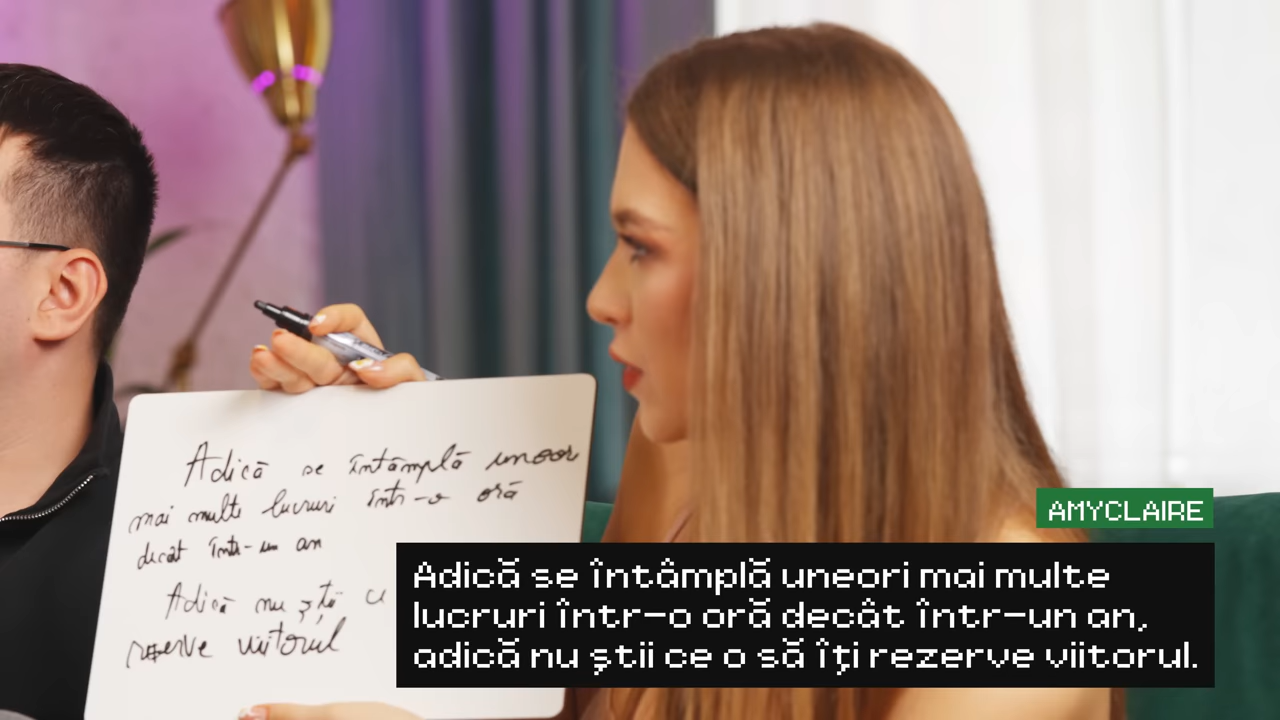 Adică se întâmplă uneor
mai multe lucruri într-o oră
decât într-un an
Adică nu ști c
rezerve viitorul
AMYCLAIRE
Adică se întâmplă uneori mai multe
lucruri într-o oră decât într-un an,
adică nu știi ce o să îți rezerve viitorul.